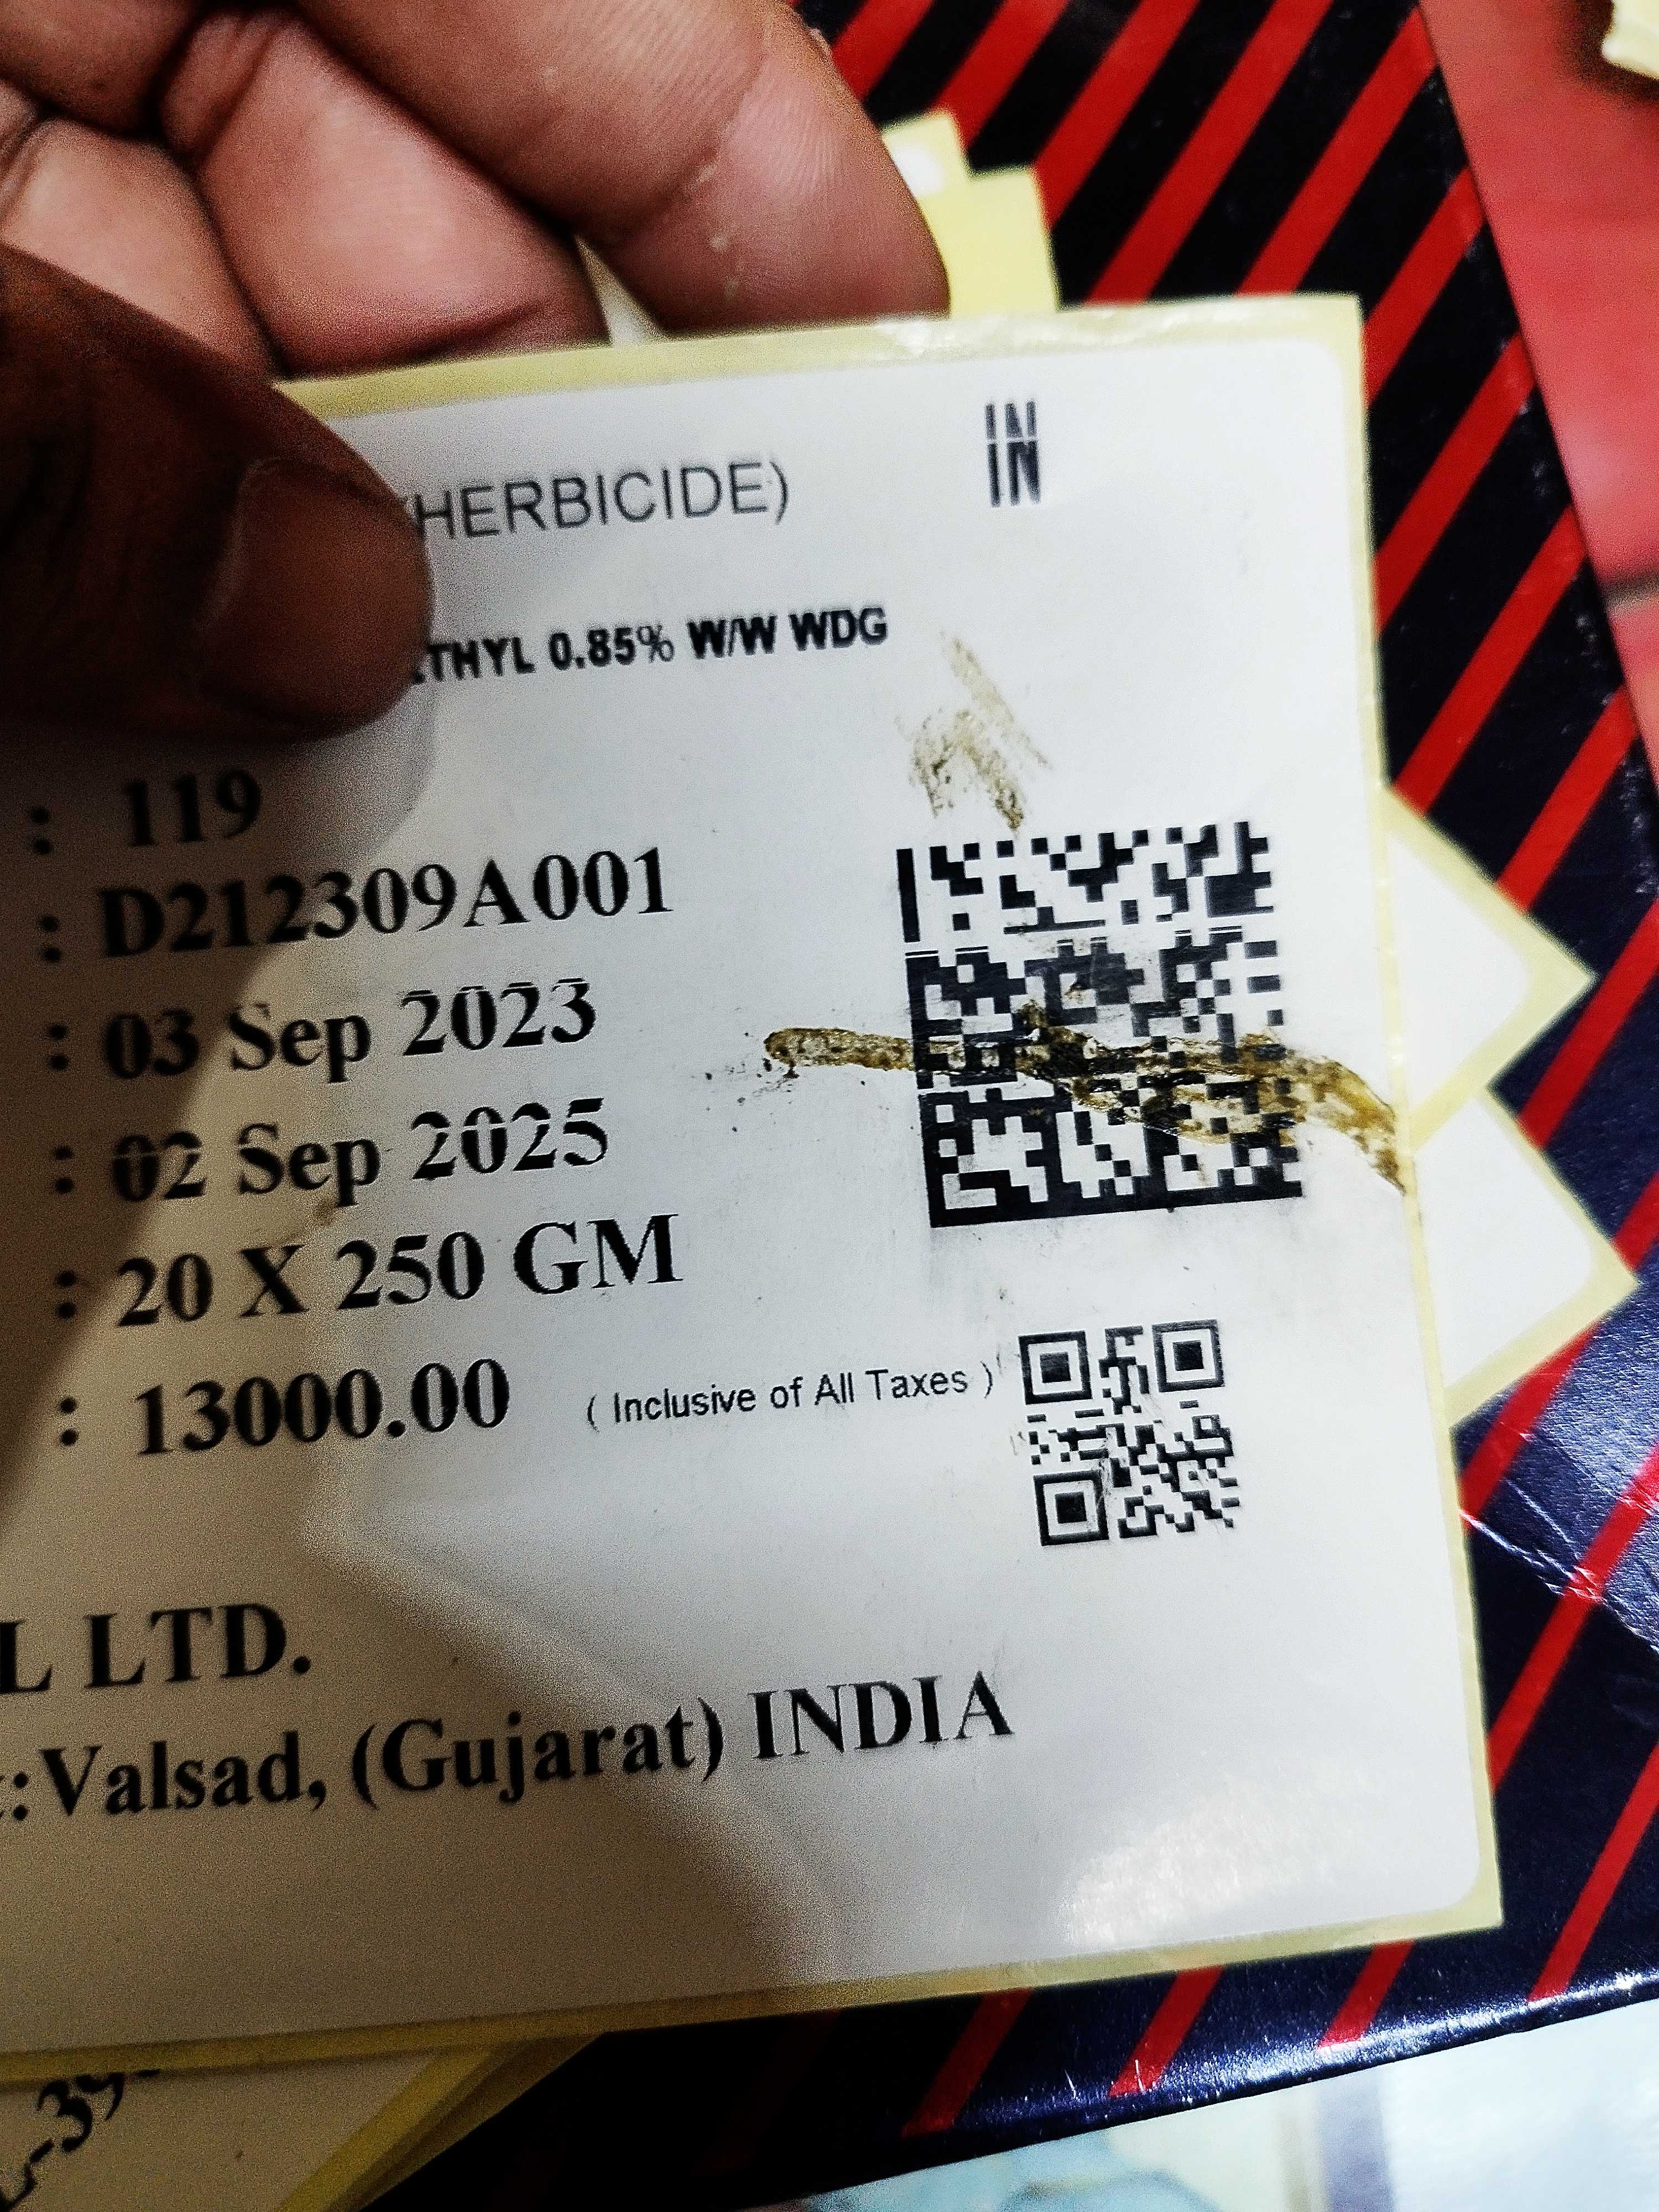 IN
(HERBICIDE)
THYL 0.85% W/W WDG
: 119
: D212309A001
: 03 Sep 2023
: 02 Sep 2025
: 20 X 250 GM
: 13000.00 ( Inclusive of All Taxes )
L LTD.
:Valsad, (Gujarat) INDIA
-39-